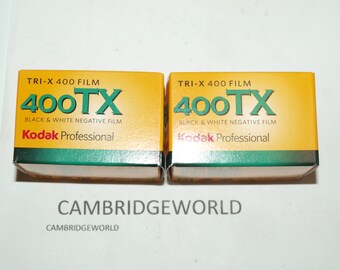 TRI-X 400 FILM
400TX
BLACK & WHITE NEGATIVE FILM
Kodak Professional
TRI-X 400 FILM
400TX
BLACK & WHITE NEGATIVE FILM
Kodak Professional
CAMBRIDGEWORLD
CAMBRIDGEWORLD